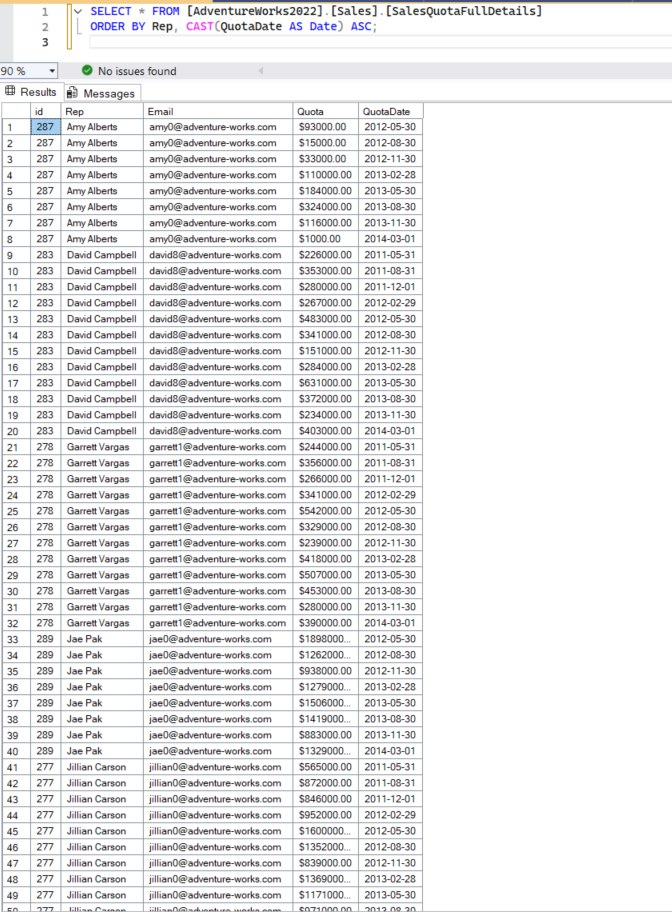 1 SELECT * FROM [AdventureWorks2022].[Sales].[SalesQuotaFullDetails]
2 ORDER BY Rep, CAST(QuotaDate AS Date) ASC;
3
90 % No issues found
Results Messages
id Rep Email Quota QuotaDate
1 287 Amy Alberts amy0@adventure-works.com $93000.00 2012-05-30
2 287 Amy Alberts amy0@adventure-works.com $15000.00 2012-08-30
3 287 Amy Alberts amy0@adventure-works.com $33000.00 2012-11-30
4 287 Amy Alberts amy0@adventure-works.com $110000.00 2013-02-28
5 287 Amy Alberts amy0@adventure-works.com $184000.00 2013-05-30
6 287 Amy Alberts amy0@adventure-works.com $324000.00 2013-08-30
7 287 Amy Alberts amy0@adventure-works.com $116000.00 2013-11-30
8 287 Amy Alberts amy0@adventure-works.com $1000.00 2014-03-01
9 283 David Campbell david8@adventure-works.com $226000.00 2011-05-31
10 283 David Campbell david8@adventure-works.com $353000.00 2011-08-31
11 283 David Campbell david8@adventure-works.com $280000.00 2011-12-01
12 283 David Campbell david8@adventure-works.com $267000.00 2012-02-29
13 283 David Campbell david8@adventure-works.com $483000.00 2012-05-30
14 283 David Campbell david8@adventure-works.com $341000.00 2012-08-30
15 283 David Campbell david8@adventure-works.com $151000.00 2012-11-30
16 283 David Campbell david8@adventure-works.com $284000.00 2013-02-28
17 283 David Campbell david8@adventure-works.com $631000.00 2013-05-30
18 283 David Campbell david8@adventure-works.com $372000.00 2013-08-30
19 283 David Campbell david8@adventure-works.com $234000.00 2013-11-30
20 283 David Campbell david8@adventure-works.com $403000.00 2014-03-01
21 278 Garrett Vargas garrett1@adventure-works.com $244000.00 2011-05-31
22 278 Garrett Vargas garrett1@adventure-works.com $356000.00 2011-08-31
23 278 Garrett Vargas garrett1@adventure-works.com $266000.00 2011-12-01
24 278 Garrett Vargas garrett1@adventure-works.com $341000.00 2012-02-29
25 278 Garrett Vargas garrett1@adventure-works.com $542000.00 2012-05-30
26 278 Garrett Vargas garrett1@adventure-works.com $329000.00 2012-08-30
27 278 Garrett Vargas garrett1@adventure-works.com $239000.00 2012-11-30
28 278 Garrett Vargas garrett1@adventure-works.com $418000.00 2013-02-28
29 278 Garrett Vargas garrett1@adventure-works.com $507000.00 2013-05-30
30 278 Garrett Vargas garrett1@adventure-works.com $453000.00 2013-08-30
31 278 Garrett Vargas garrett1@adventure-works.com $280000.00 2013-11-30
32 278 Garrett Vargas garrett1@adventure-works.com $390000.00 2014-03-01
33 289 Jae Pak jae0@adventure-works.com $1898000... 2012-05-30
34 289 Jae Pak jae0@adventure-works.com $1262000... 2012-08-30
35 289 Jae Pak jae0@adventure-works.com $938000.00 2012-11-30
36 289 Jae Pak jae0@adventure-works.com $1279000... 2013-02-28
37 289 Jae Pak jae0@adventure-works.com $1506000... 2013-05-30
38 289 Jae Pak jae0@adventure-works.com $1419000... 2013-08-30
39 289 Jae Pak jae0@adventure-works.com $883000.00 2013-11-30
40 289 Jae Pak jae0@adventure-works.com $1329000... 2014-03-01
41 277 Jillian Carson jillian0@adventure-works.com $565000.00 2011-05-31
42 277 Jillian Carson jillian0@adventure-works.com $872000.00 2011-08-31
43 277 Jillian Carson jillian0@adventure-works.com $846000.00 2011-12-01
44 277 Jillian Carson jillian0@adventure-works.com $952000.00 2012-02-29
45 277 Jillian Carson jillian0@adventure-works.com $1600000... 2012-05-30
46 277 Jillian Carson jillian0@adventure-works.com $1352000... 2012-08-30
47 277 Jillian Carson jillian0@adventure-works.com $839000.00 2012-11-30
48 277 Jillian Carson jillian0@adventure-works.com $1369000... 2013-02-28
49 277 Jillian Carson jillian0@adventure-works.com $1171000... 2013-05-30
50 277 Jillian Carson jillian0@adventure-works.com $971000.00 2013-08-30